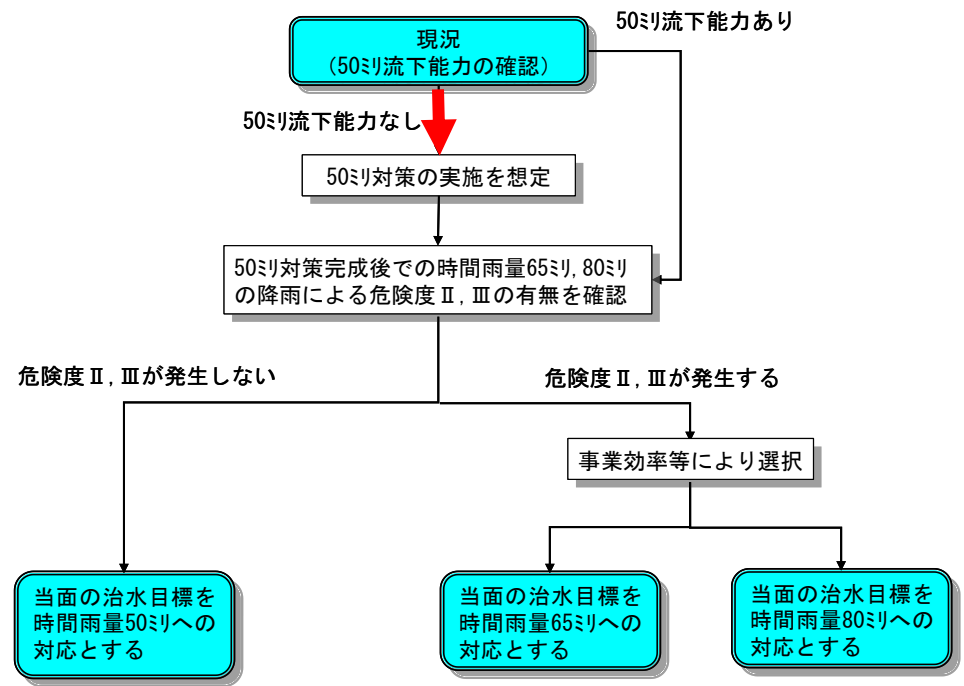 50ミリ流下能力あり
現況
（50ミリ流下能力の確認）
50ミリ流下能力なし
50ミリ対策の実施を想定
50ミリ対策完成後での時間雨量65ミリ,80ミリ
の降雨による危険度Ⅱ,Ⅲの有無を確認
危険度Ⅱ,Ⅲが発生しない
危険度Ⅱ,Ⅲが発生する
事業効率等により選択
当面の治水目標を
時間雨量50ミリへの
対応とする
当面の治水目標を
時間雨量65ミリへの
対応とする
当面の治水目標を
時間雨量80ミリへの
対応とする